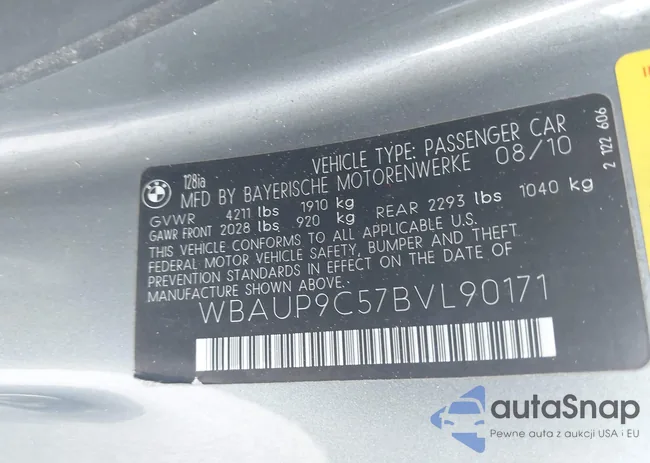 VEHICLE TYPE: PASSENGER CAR
128ia
MFD BY BAYERISCHE MOTORENWERKE 08/10
GVWR 4211 lbs 1910 kg
GAWR FRONT 2028 lbs 920 kg REAR 2293 lbs 1040 kg
THIS VEHICLE CONFORMS TO ALL APPLICABLE U.S.
FEDERAL MOTOR VEHICLE SAFETY, BUMPER AND THEFT
PREVENTION STANDARDS IN EFFECT ON THE DATE OF
MANUFACTURE SHOWN ABOVE.
WBAUP9C57BVL90171
2 122 606
BMW
autaSnap
Pewne auta z aukcji USA i EU